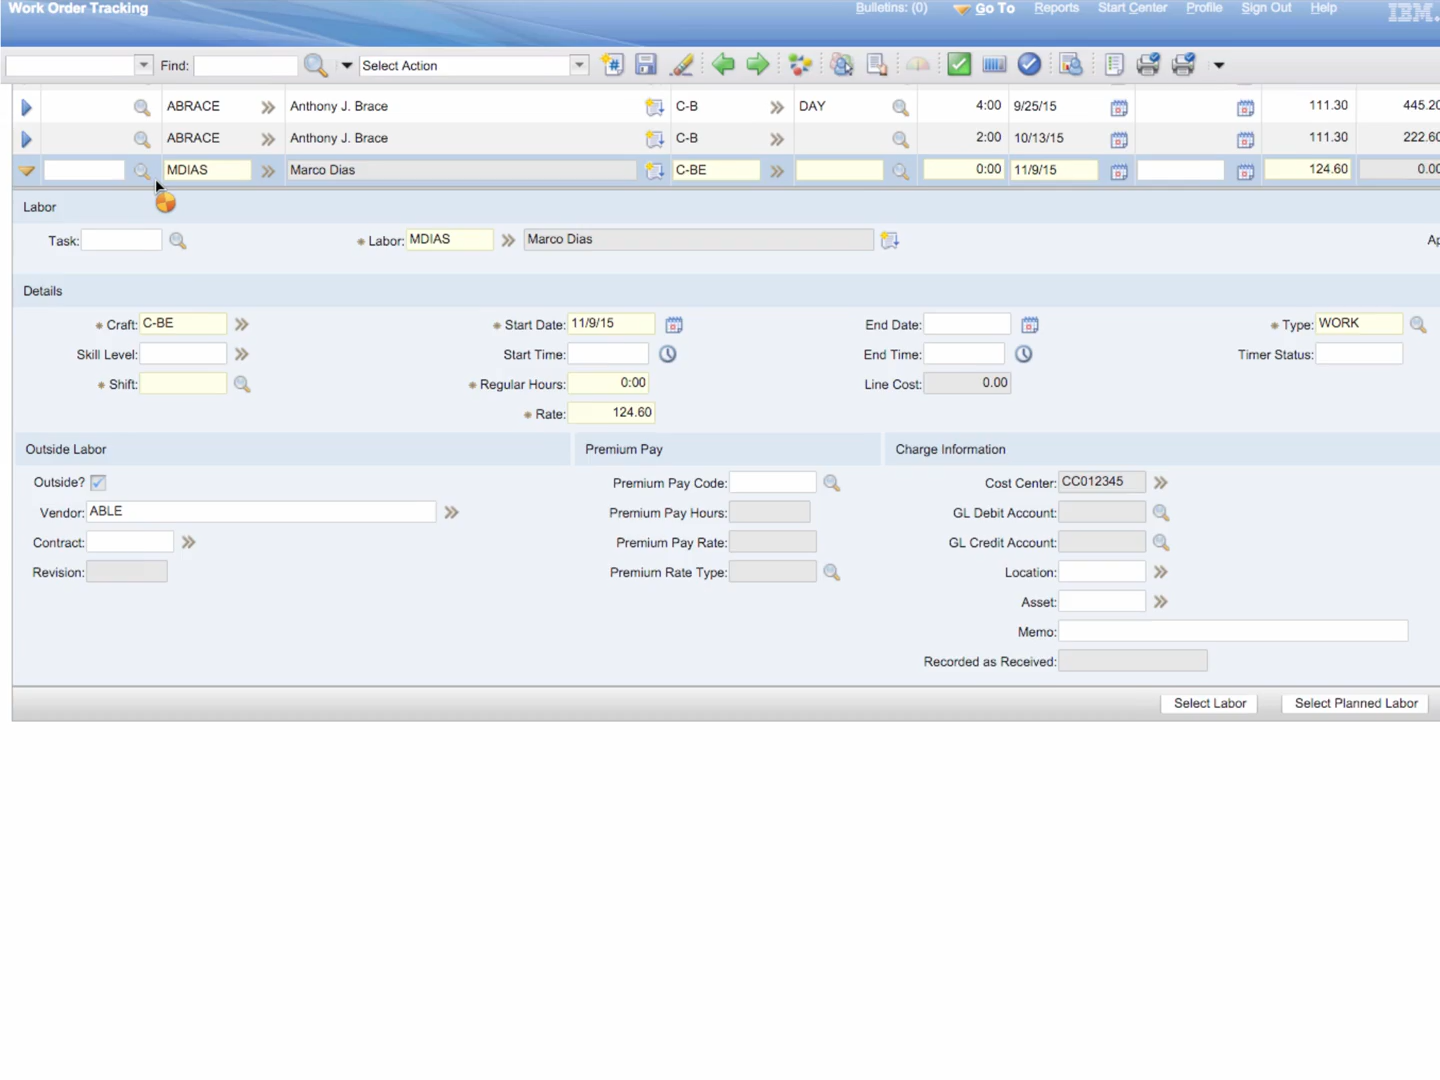 Work Order Tracking Bulletins: (0) Go To Reports Start Center Profile Sign Out Help IBM.
Find: Select Action
ABRACE Anthony J. Brace C-B DAY 4:00 9/25/15 111.30 445.20
ABRACE Anthony J. Brace C-B 2:00 10/13/15 111.30 222.60
MDIAS Marco Dias C-BE 0:00 11/9/15 124.60 0.00
Labor
Task: Labor: MDIAS Marco Dias Ap
Details
Craft: C-BE Start Date: 11/9/15 End Date: Type: WORK
Skill Level: Start Time: End Time: Timer Status:
Shift: Regular Hours: 0:00 Line Cost: 0.00
Rate: 124.60
Outside Labor Premium Pay Charge Information
Outside? Premium Pay Code: Cost Center: CC012345
Vendor: ABLE Premium Pay Hours: GL Debit Account:
Contract: Premium Pay Rate: GL Credit Account:
Revision: Premium Rate Type: Location:
Asset:
Memo:
Recorded as Received:
Select Labor Select Planned Labor